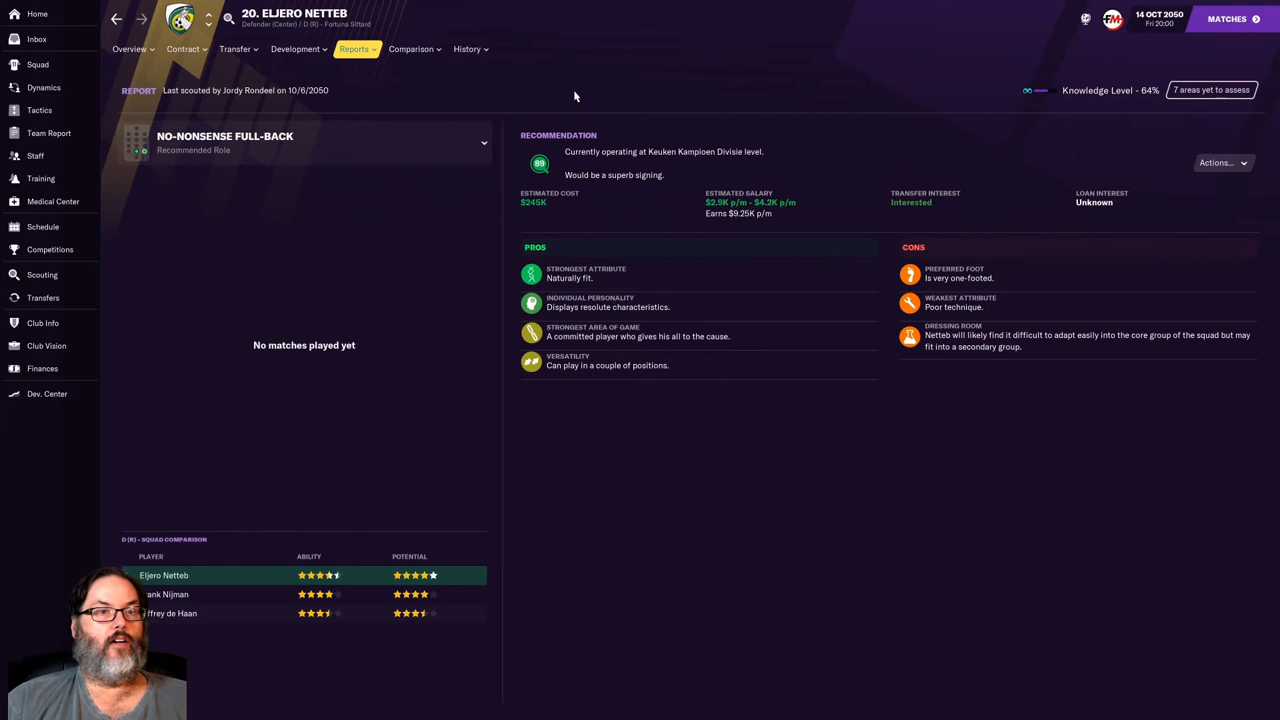 Home
Inbox
Squad
Dynamics
Tactics
Team Report
Staff
Training
Medical Center
Schedule
Competitions
Scouting
Transfers
Club Info
Club Vision
Finances
Dev. Center
20. ELJERO NETTEB
Defender (Center) / D (R) - Fortuna Sittard
FM
14 OCT 2050
Fri 20:00
MATCHES
Overview
Contract
Transfer
Development
Reports
Comparison
History
REPORT
Last scouted by Jordy Rondeel on 10/6/2050
Knowledge Level - 64%
7 areas yet to assess
NO-NONSENSE FULL-BACK
Recommended Role
No matches played yet
D (R) - SQUAD COMPARISON
PLAYER ABILITY POTENTIAL
Eljero Netteb
rank Nijman
ffrey de Haan
RECOMMENDATION
89
Currently operating at Keuken Kampioen Divisie level.
Would be a superb signing.
Actions...
ESTIMATED COST
$245K
ESTIMATED SALARY
$2.9K p/m - $4.2K p/m
Earns $9.25K p/m
TRANSFER INTEREST
Interested
LOAN INTEREST
Unknown
PROS
STRONGEST ATTRIBUTE
Naturally fit.
INDIVIDUAL PERSONALITY
Displays resolute characteristics.
STRONGEST AREA OF GAME
A committed player who gives his all to the cause.
VERSATILITY
Can play in a couple of positions.
CONS
PREFERRED FOOT
Is very one-footed.
WEAKEST ATTRIBUTE
Poor technique.
DRESSING ROOM
Netteb will likely find it difficult to adapt easily into the core group of the squad but may
fit into a secondary group.